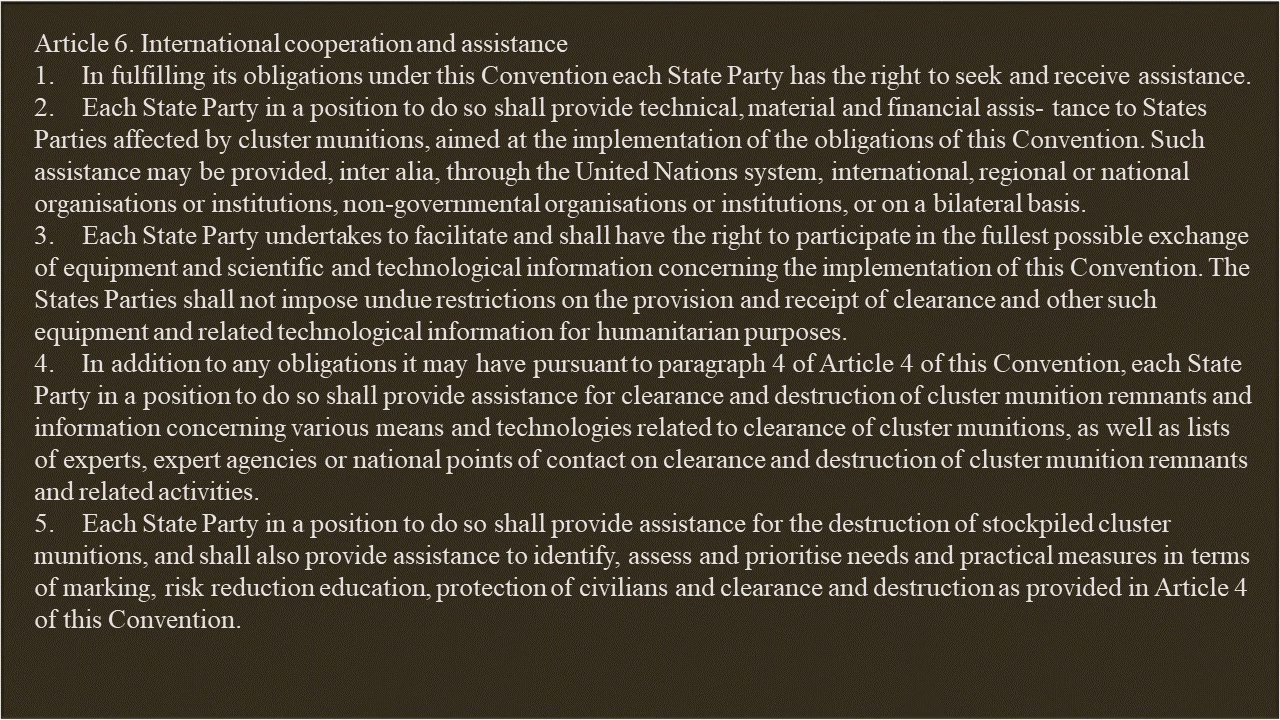 Article 6. International cooperation and assistance
1. In fulfilling its obligations under this Convention each State Party has the right to seek and receive assistance.
2. Each State Party in a position to do so shall provide technical, material and financial assis- tance to States
Parties affected by cluster munitions, aimed at the implementation of the obligations of this Convention. Such
assistance may be provided, inter alia, through the United Nations system, international, regional or national
organisations or institutions, non-governmental organisations or institutions, or on a bilateral basis.
3. Each State Party undertakes to facilitate and shall have the right to participate in the fullest possible exchange
of equipment and scientific and technological information concerning the implementation of this Convention. The
States Parties shall not impose undue restrictions on the provision and receipt of clearance and other such
equipment and related technological information for humanitarian purposes.
4. In addition to any obligations it may have pursuant to paragraph 4 of Article 4 of this Convention, each State
Party in a position to do so shall provide assistance for clearance and destruction of cluster munition remnants and
information concerning various means and technologies related to clearance of cluster munitions, as well as lists
of experts, expert agencies or national points of contact on clearance and destruction of cluster munition remnants
and related activities.
5. Each State Party in a position to do so shall provide assistance for the destruction of stockpiled cluster
munitions, and shall also provide assistance to identify, assess and prioritise needs and practical measures in terms
of marking, risk reduction education, protection of civilians and clearance and destruction as provided in Article 4
of this Convention.